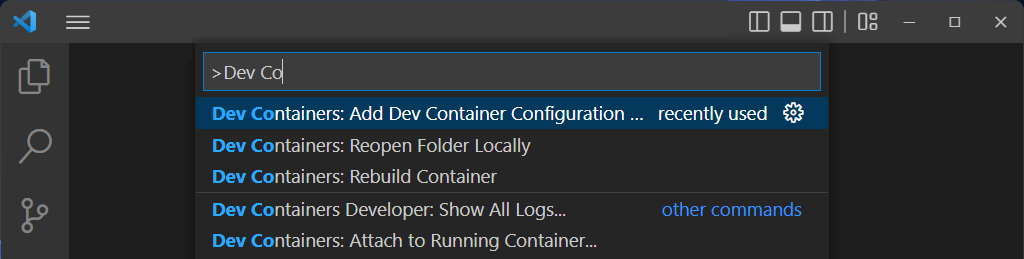 >Dev Co
Dev Containers: Add Dev Container Configuration ... recently used
Dev Containers: Reopen Folder Locally
Dev Containers: Rebuild Container
Dev Containers Developer: Show All Logs... other commands
Dev Containers: Attach to Running Container...